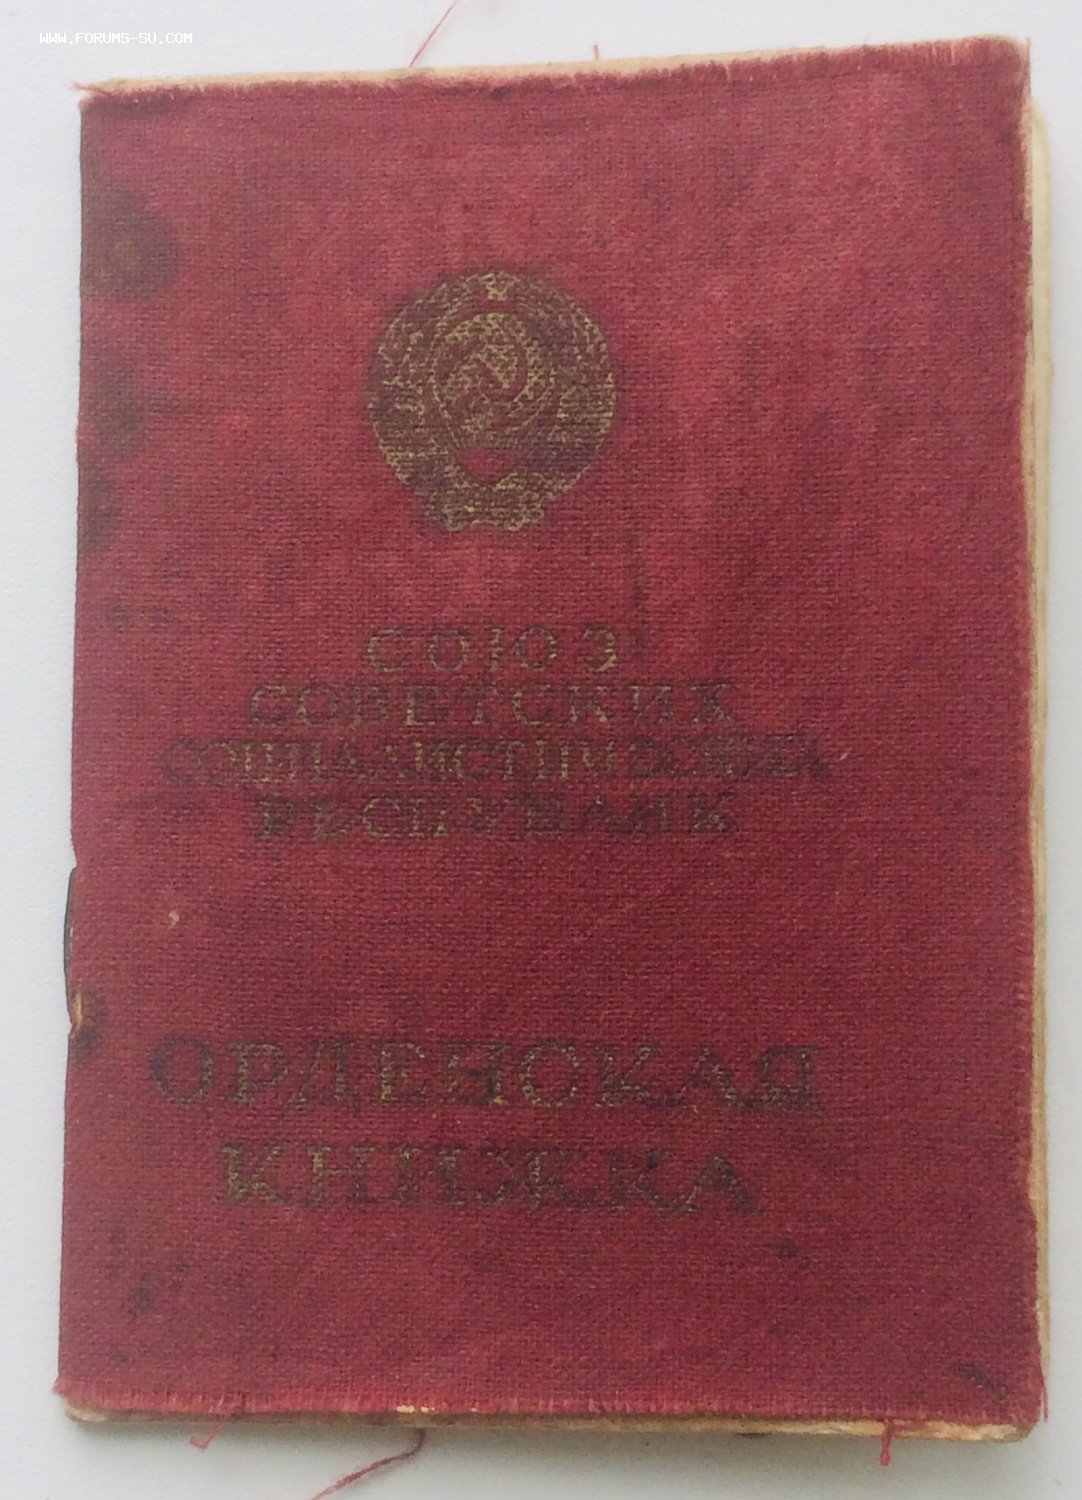 WWW.FORUMS-SU.COM
СОЮЗ
СОВЕТСКИХ
СОЦИАЛИСТИЧЕСКИХ
РЕСПУБЛИК
ОРДЕНСКАЯ
КНИЖКА